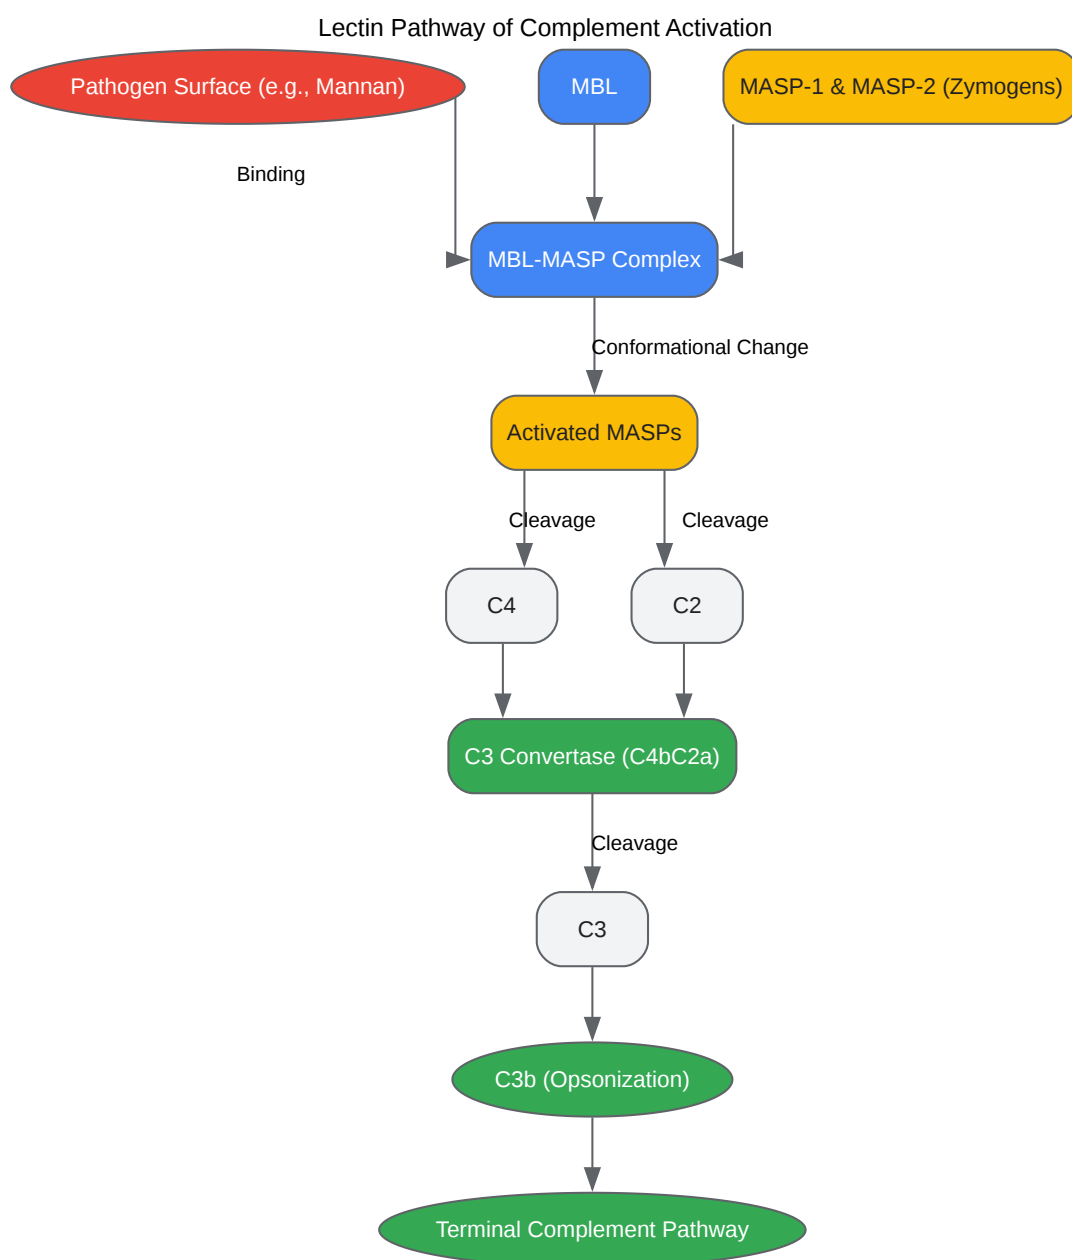 Lectin Pathway of Complement Activation
Pathogen Surface (e.g., Mannan)
MBL
MASP-1 & MASP-2 (Zymogens)
Binding
MBL-MASP Complex
Conformational Change
Activated MASPs
Cleavage
Cleavage
C4
C2
C3 Convertase (C4bC2a)
Cleavage
C3
C3b (Opsonization)
Terminal Complement Pathway